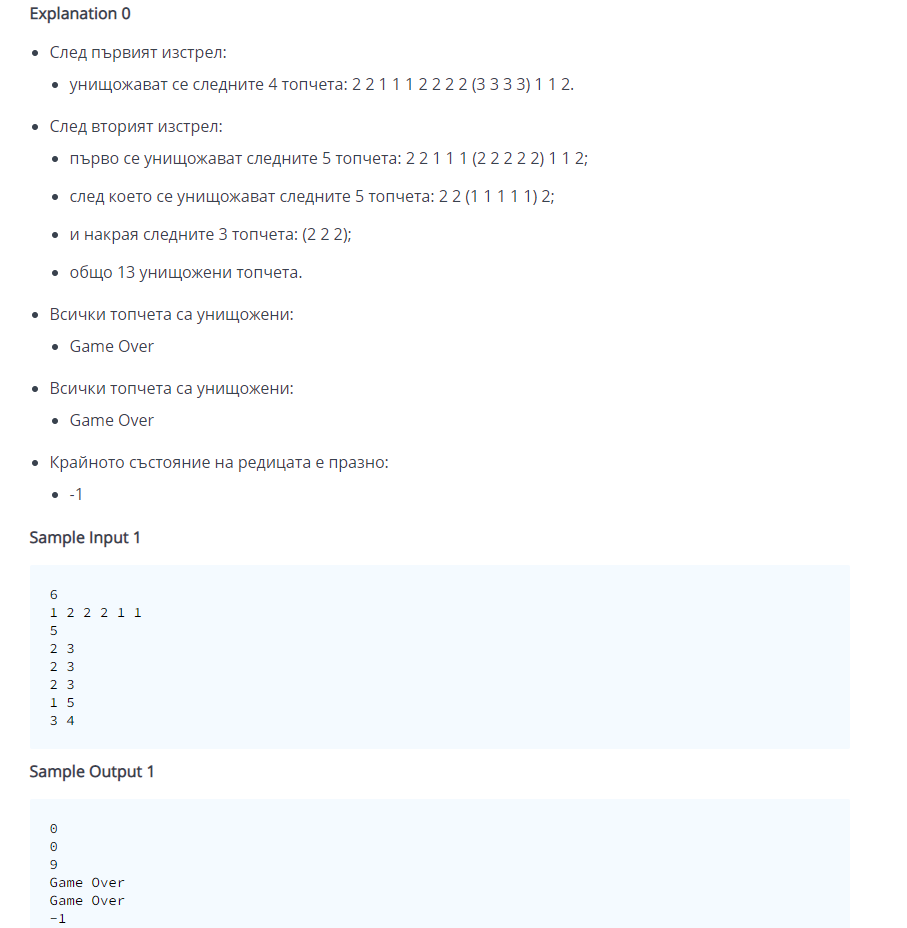 Explanation 0
След първият изстрел:
унищожават се следните 4 топчета: 2 2 1 1 1 2 2 2 2 (3 3 3 3) 1 1 2.
След вторият изстрел:
първо се унищожават следните 5 топчета: 2 2 1 1 1 (2 2 2 2 2) 1 1 2;
след което се унищожават следните 5 топчета: 2 2 (1 1 1 1 1) 2;
и накрая следните 3 топчета: (2 2 2);
общо 13 унищожени топчета.
Всички топчета са унищожени:
Game Over
Всички топчета са унищожени:
Game Over
Крайното състояние на редицата е празно:
-1
Sample Input 1
6
1 2 2 2 1 1
5
2 3
2 3
2 3
1 5
3 4
Sample Output 1
0
0
9
Game Over
Game Over
-1